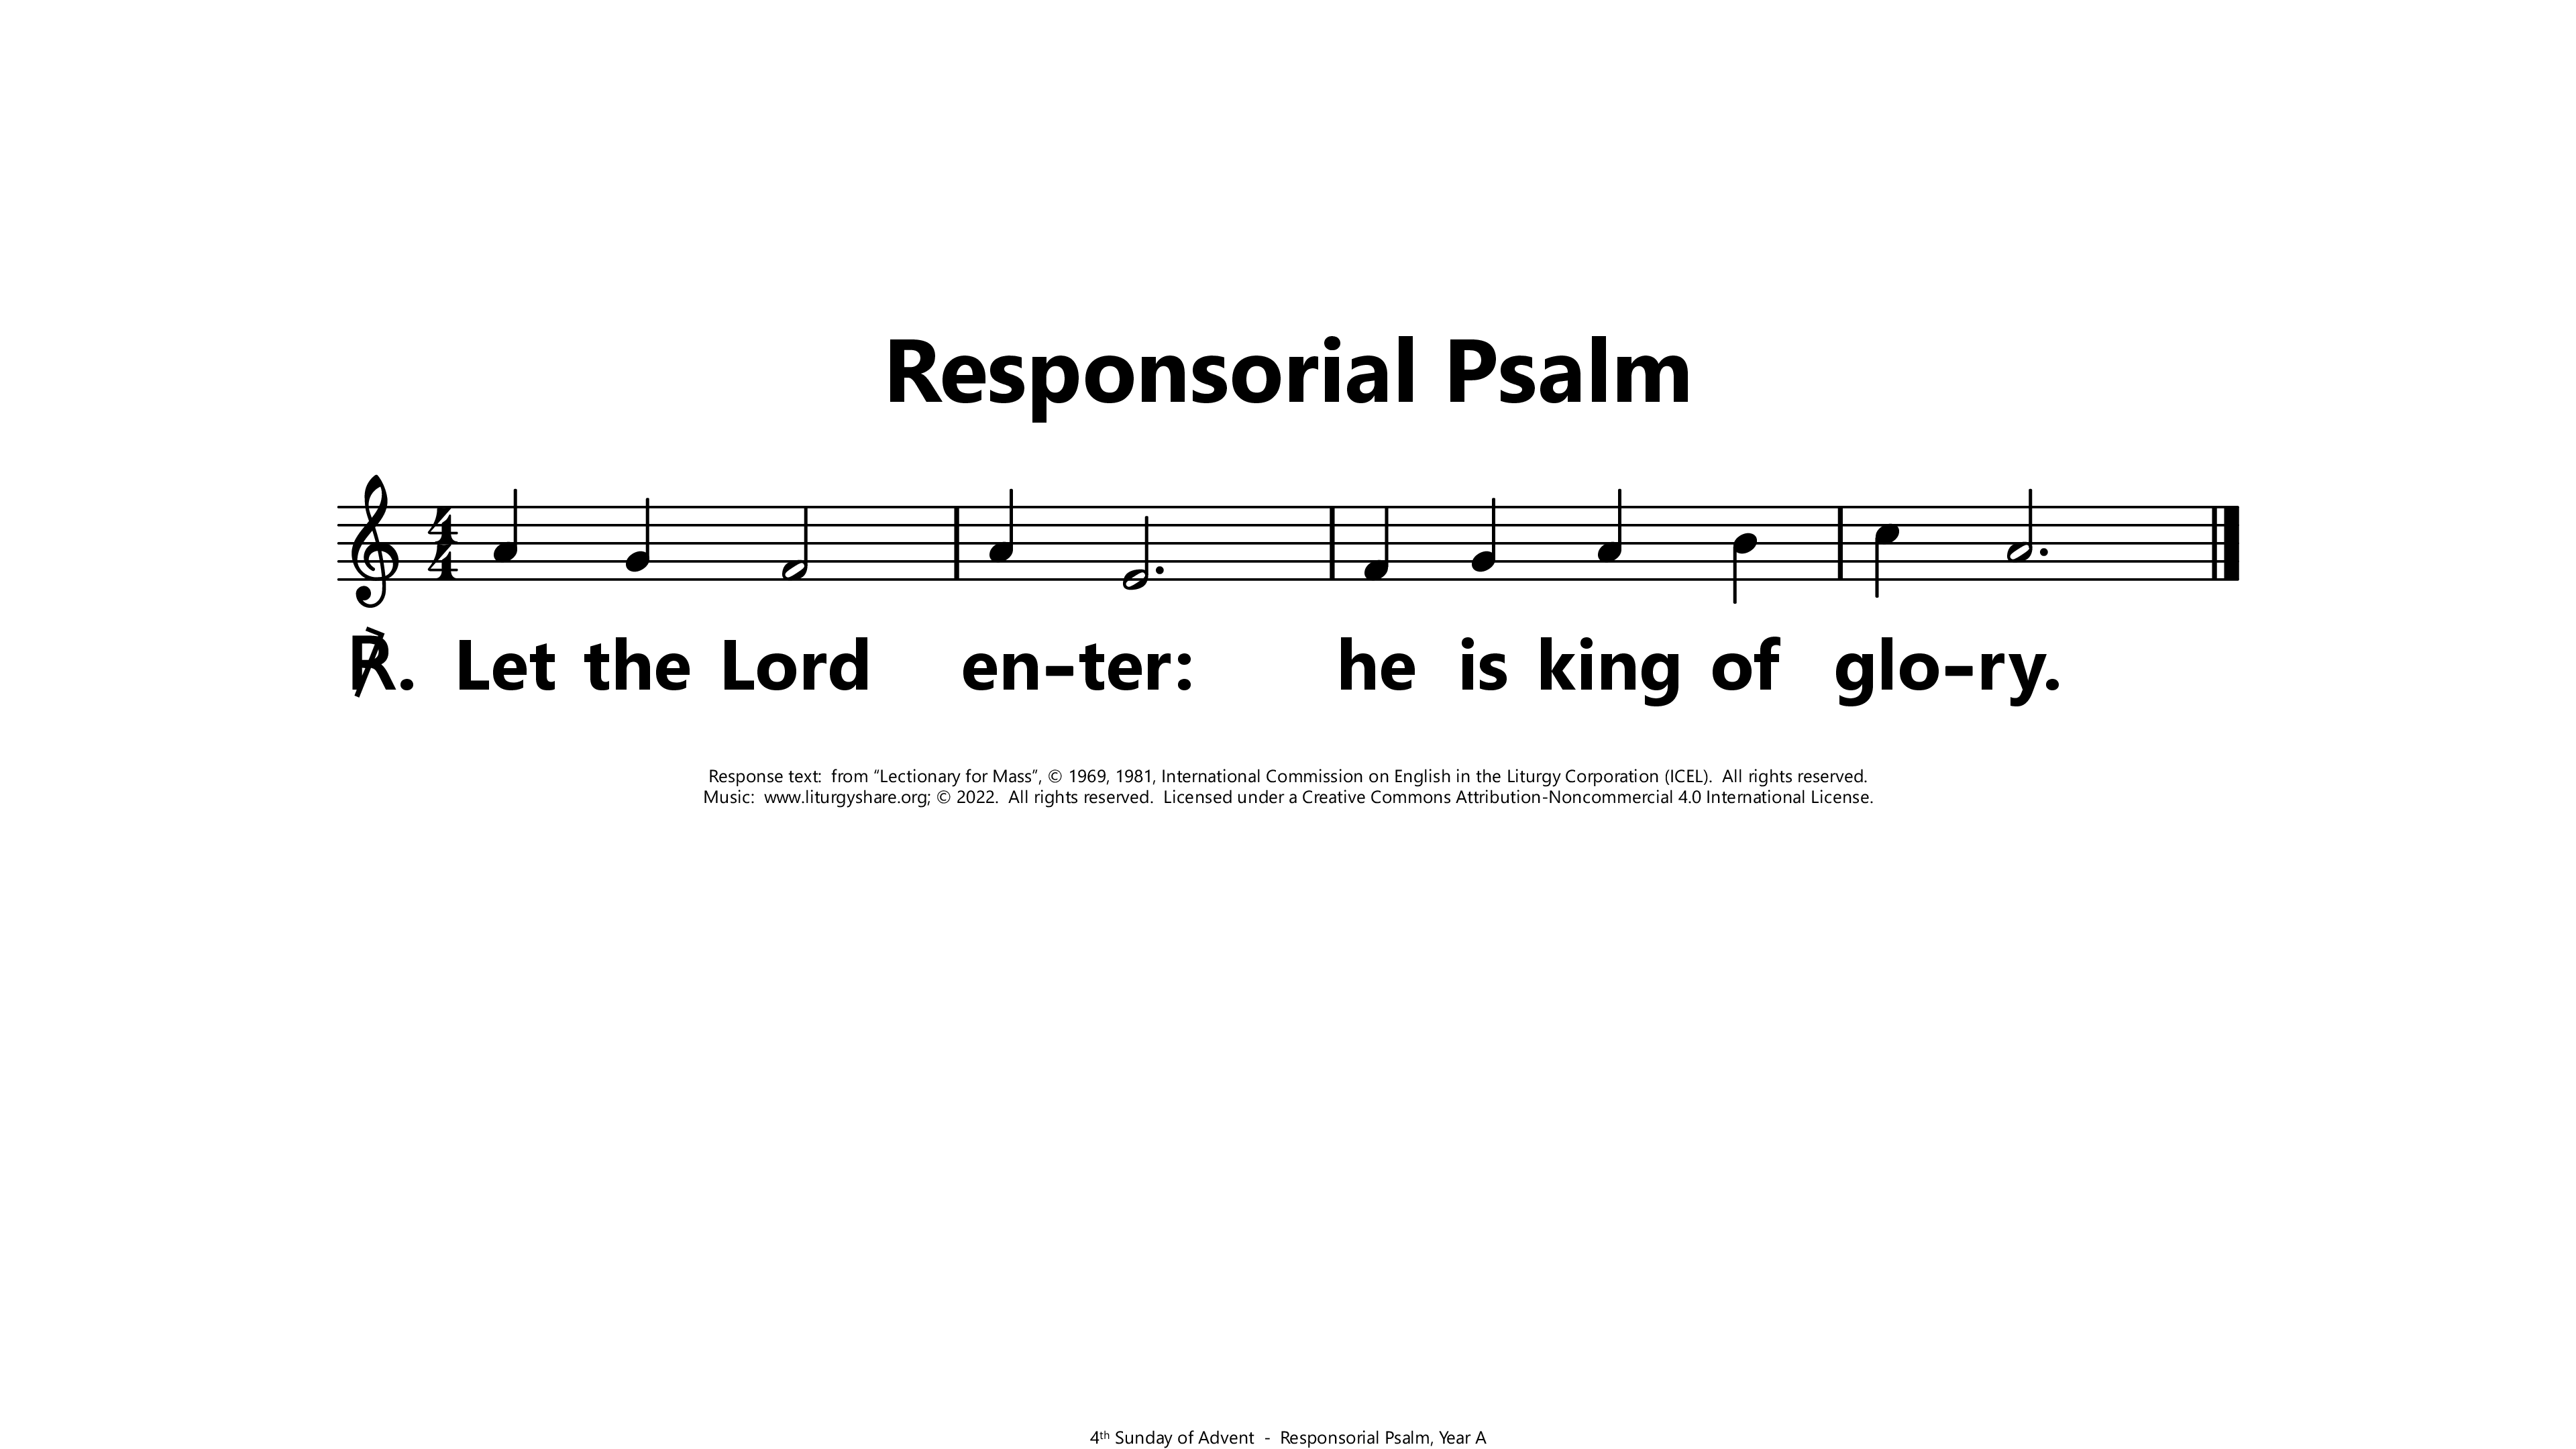 Responsorial Psalm
℟. Let the Lord en-ter: he is king of glo-ry.
Response text: from “Lectionary for Mass”, © 1969, 1981, International Commission on English in the Liturgy Corporation (ICEL). All rights reserved.
Music: www.liturgyshare.org; © 2022. All rights reserved. Licensed under a Creative Commons Attribution-Noncommercial 4.0 International License.
4th Sunday of Advent - Responsorial Psalm, Year A